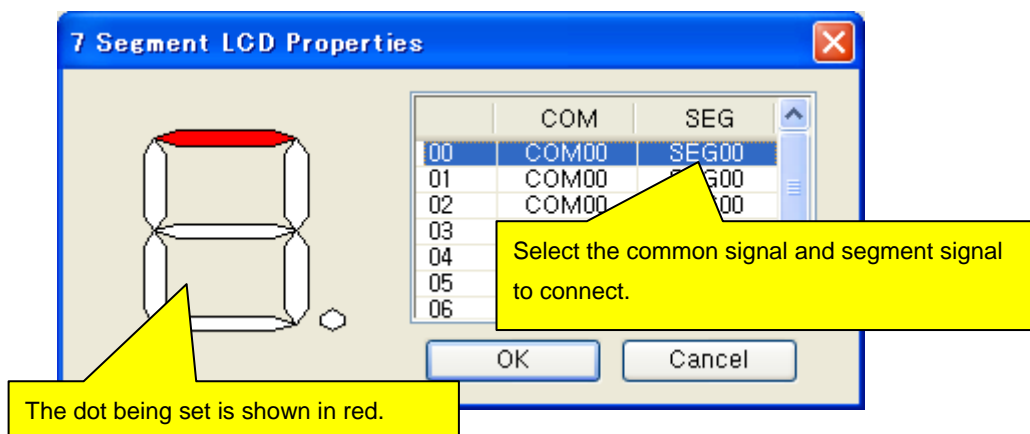 7 Segment LCD Properties
COM SEG
00 COM00 SEG00
01 COM00 SEG00
02 COM00
03
04
05
06
Select the common signal and segment signal
to connect.
OK Cancel
The dot being set is shown in red.